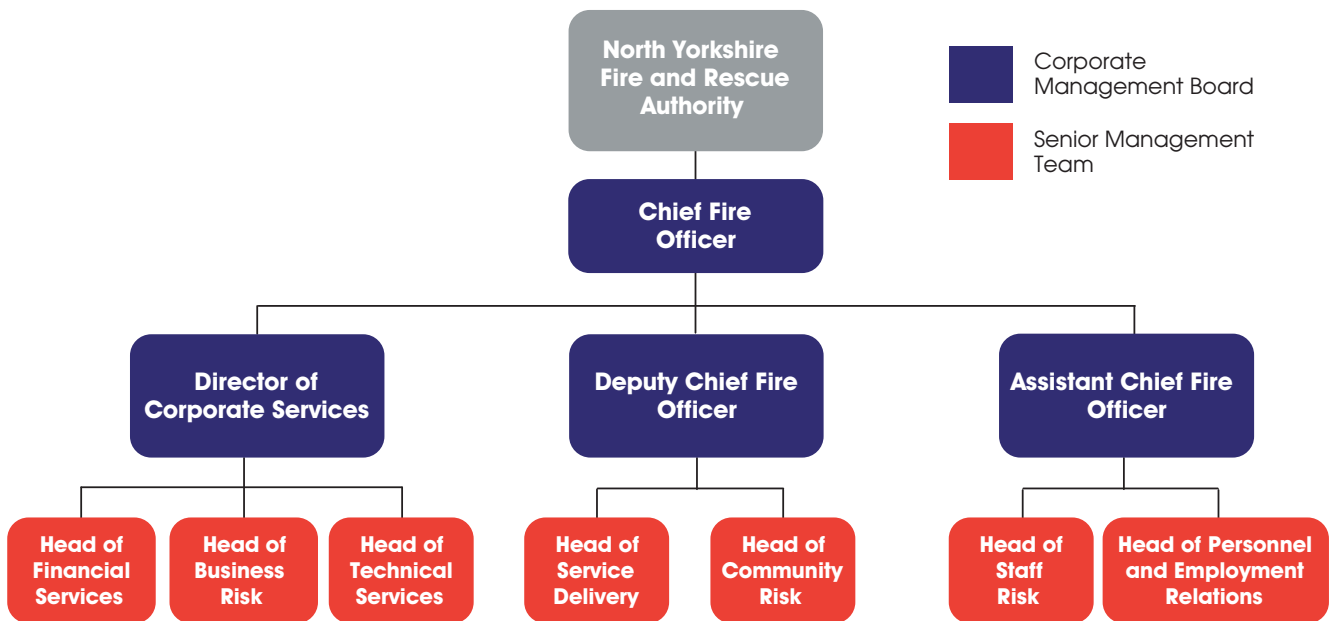 North Yorkshire
Fire and Rescue
Authority
Corporate
Management Board
Senior Management
Team
Chief Fire
Officer
Director of
Corporate Services
Deputy Chief Fire
Officer
Assistant Chief Fire
Officer
Head of
Financial
Services
Head of
Business
Risk
Head of
Technical
Services
Head of
Service
Delivery
Head of
Community
Risk
Head of
Staff
Risk
Head of Personnel
and Employment
Relations